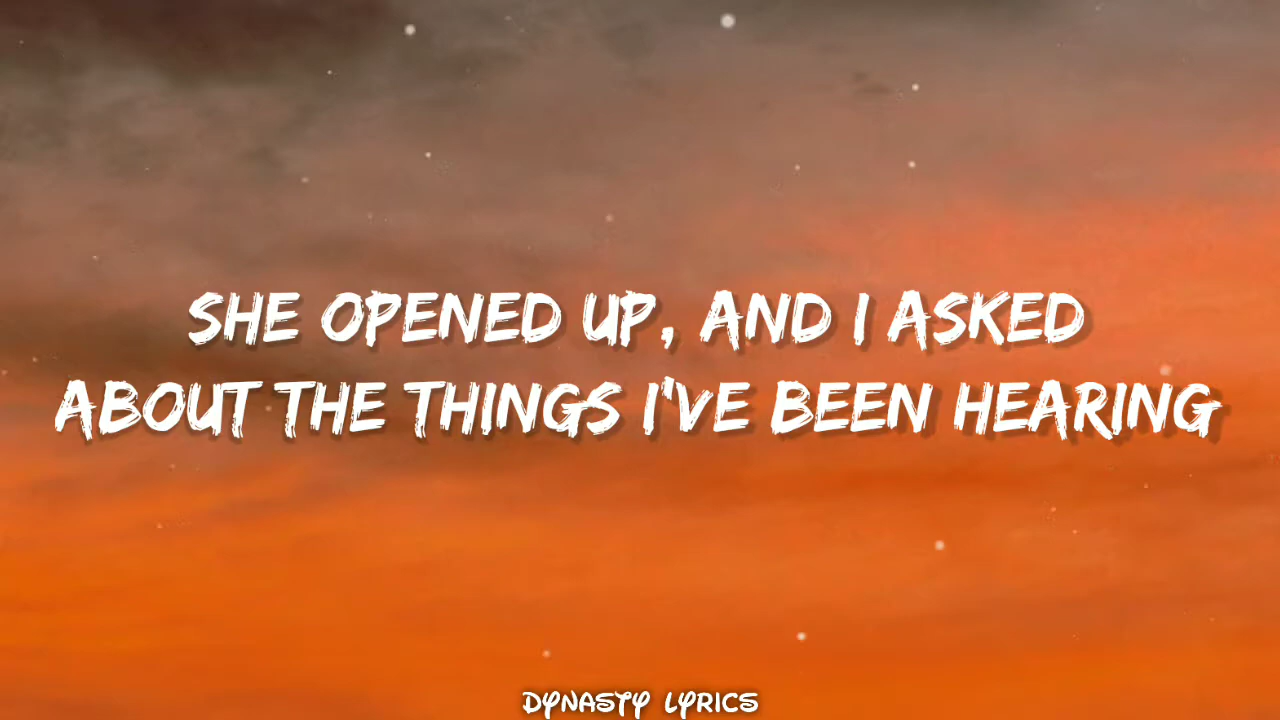 SHE OPENED UP, AND I ASKED
ABOUT THE THINGS I'VE BEEN HEARING
DYNASTY LYRICS